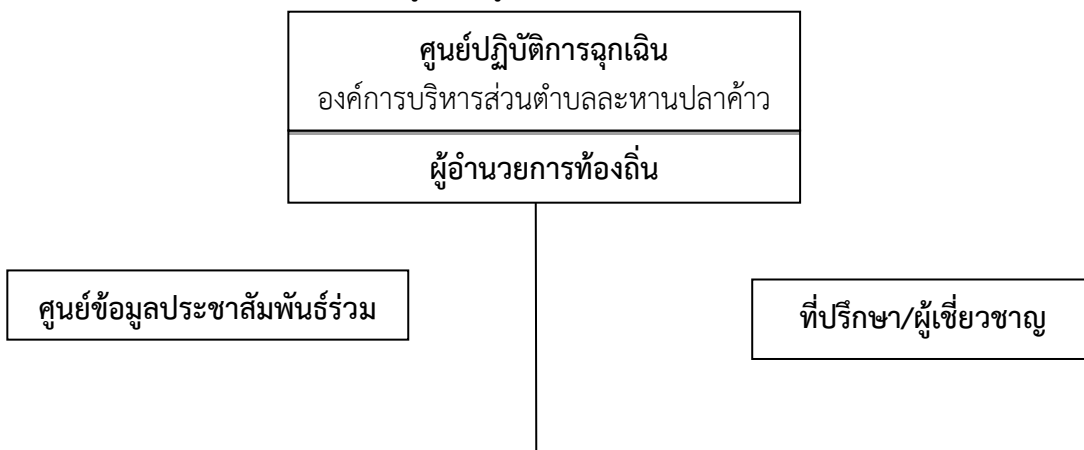 ศูนย์ปฏิบัติการฉุกเฉิน
องค์การบริหารส่วนตำบลละหานปลาค้าว
ผู้อำนวยการท้องถิ่น
ศูนย์ข้อมูลประชาสัมพันธ์ร่วม
ที่ปรึกษา/ผู้เชี่ยวชาญ